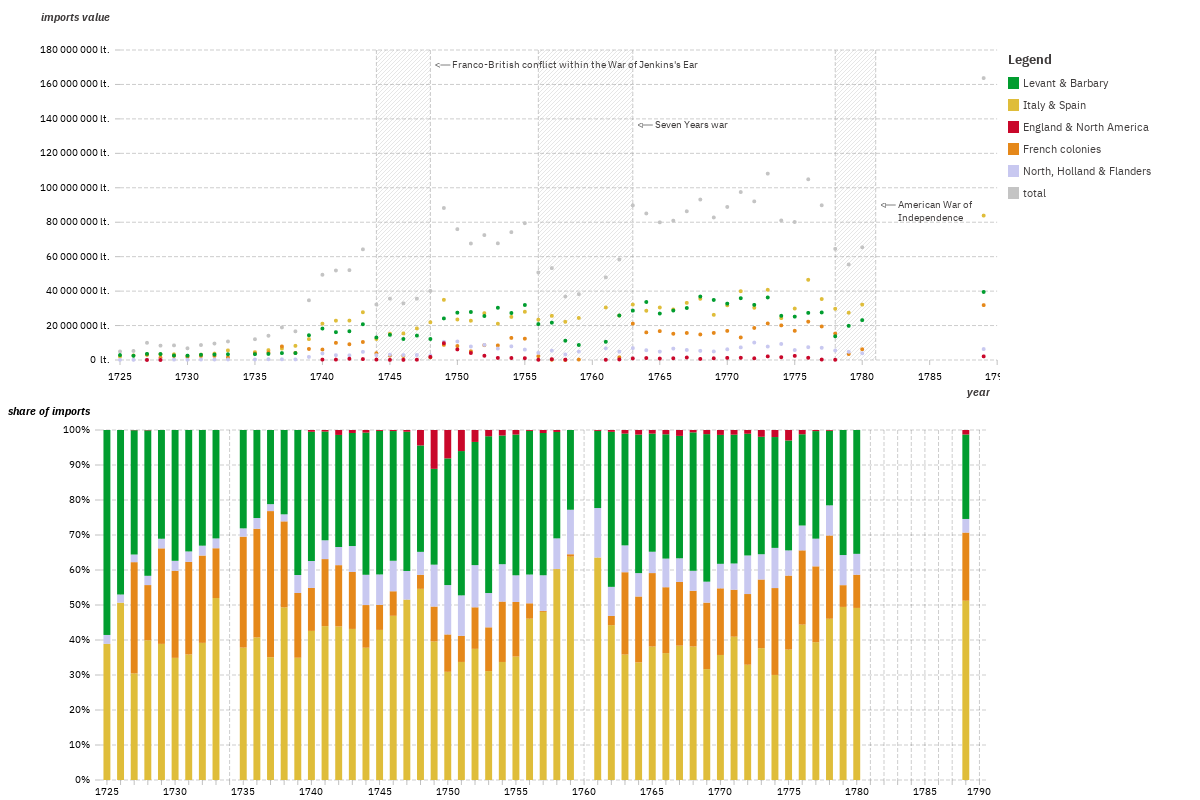 imports value
180 000 000 lt.
160 000 000 lt.
140 000 000 lt.
120 000 000 lt.
100 000 000 lt.
80 000 000 lt.
60 000 000 lt.
40 000 000 lt.
20 000 000 lt.
0 lt.
Franco-British conflict within the War of Jenkins's Ear
Seven Years war
American War of
Independence
1725 1730 1735 1740 1745 1750 1755 1760 1765 1770 1775 1780 1785 179
year
Legend
Levant & Barbary
Italy & Spain
England & North America
French colonies
North, Holland & Flanders
total
share of imports
100%
90%
80%
70%
60%
50%
40%
30%
20%
10%
0%
1725 1730 1735 1740 1745 1750 1755 1760 1765 1770 1775 1780 1785 1790